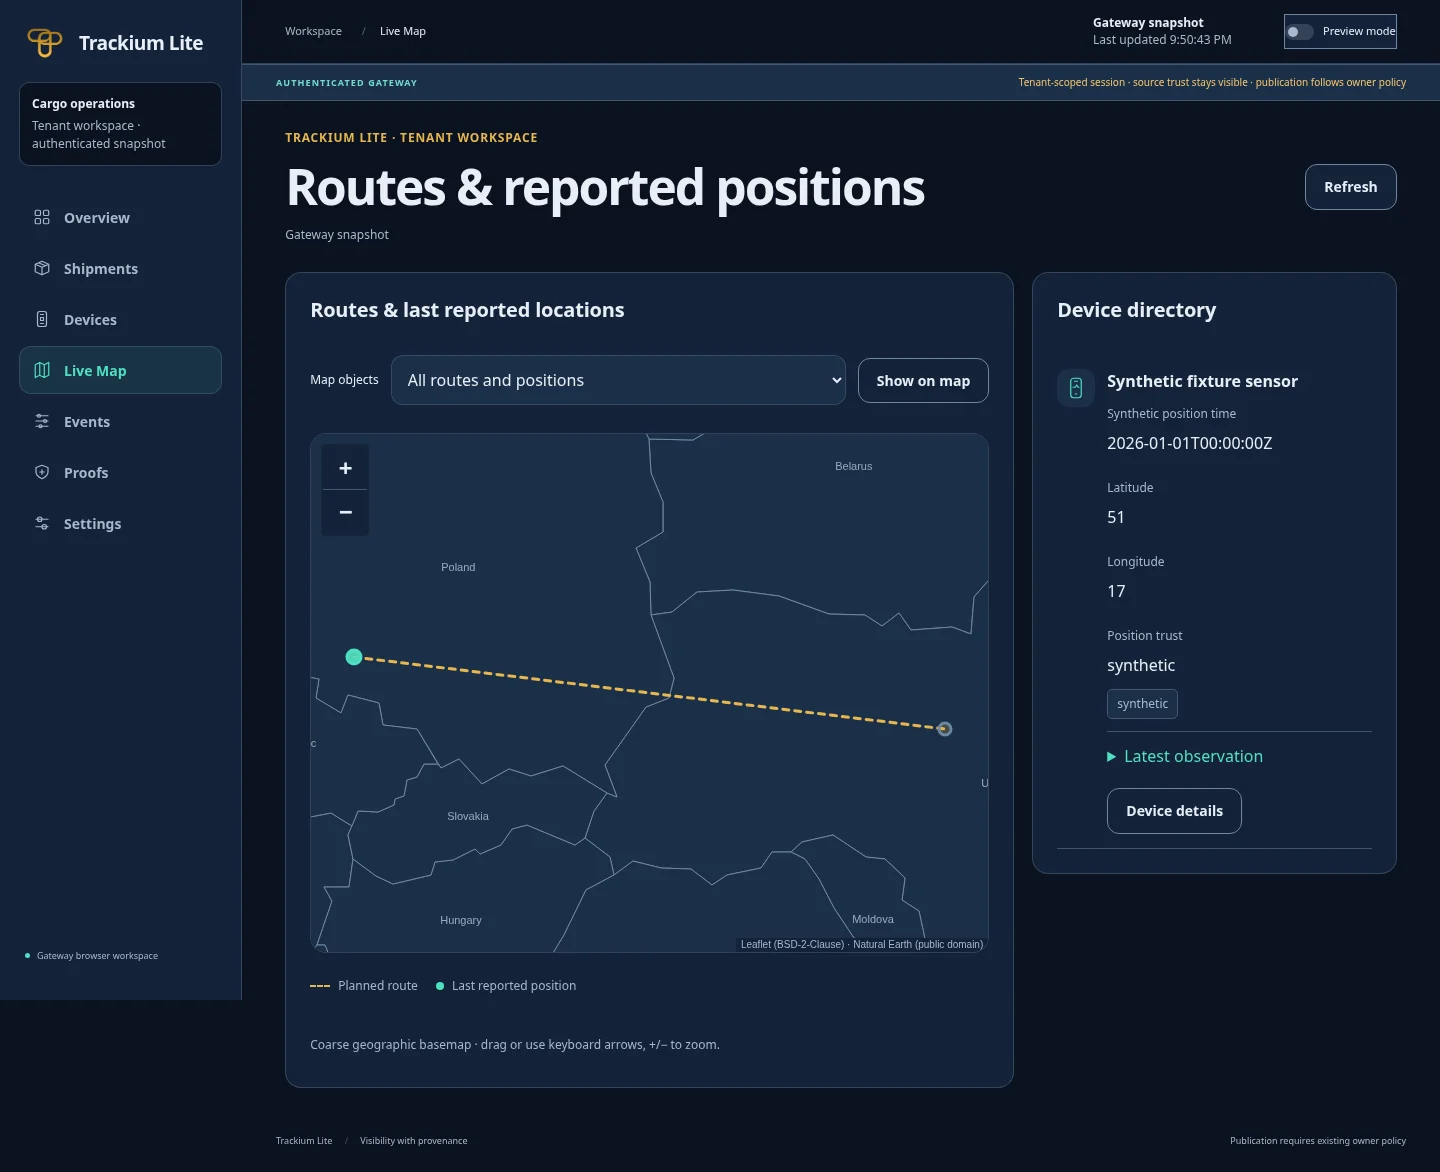 Trackium Lite
Cargo operations
Tenant workspace ·
authenticated snapshot
Overview
Shipments
Devices
Live Map
Events
Proofs
Settings
Gateway browser workspace
Workspace / Live Map
Gateway snapshot
Last updated 9:50:43 PM
Preview mode
AUTHENTICATED GATEWAY
Tenant-scoped session · source trust stays visible · publication follows owner policy
TRACKIUM LITE · TENANT WORKSPACE
Routes & reported positions
Refresh
Gateway snapshot
Routes & last reported locations
Map objects
All routes and positions
Show on map
+
−
Belarus
Poland
c
U
Slovakia
Hungary
Moldova
Leaflet (BSD-2-Clause) · Natural Earth (public domain)
Planned route
Last reported position
Coarse geographic basemap · drag or use keyboard arrows, +/− to zoom.
Device directory
Synthetic fixture sensor
Synthetic position time
2026-01-01T00:00:00Z
Latitude
51
Longitude
17
Position trust
synthetic
synthetic
Latest observation
Device details
Trackium Lite / Visibility with provenance
Publication requires existing owner policy